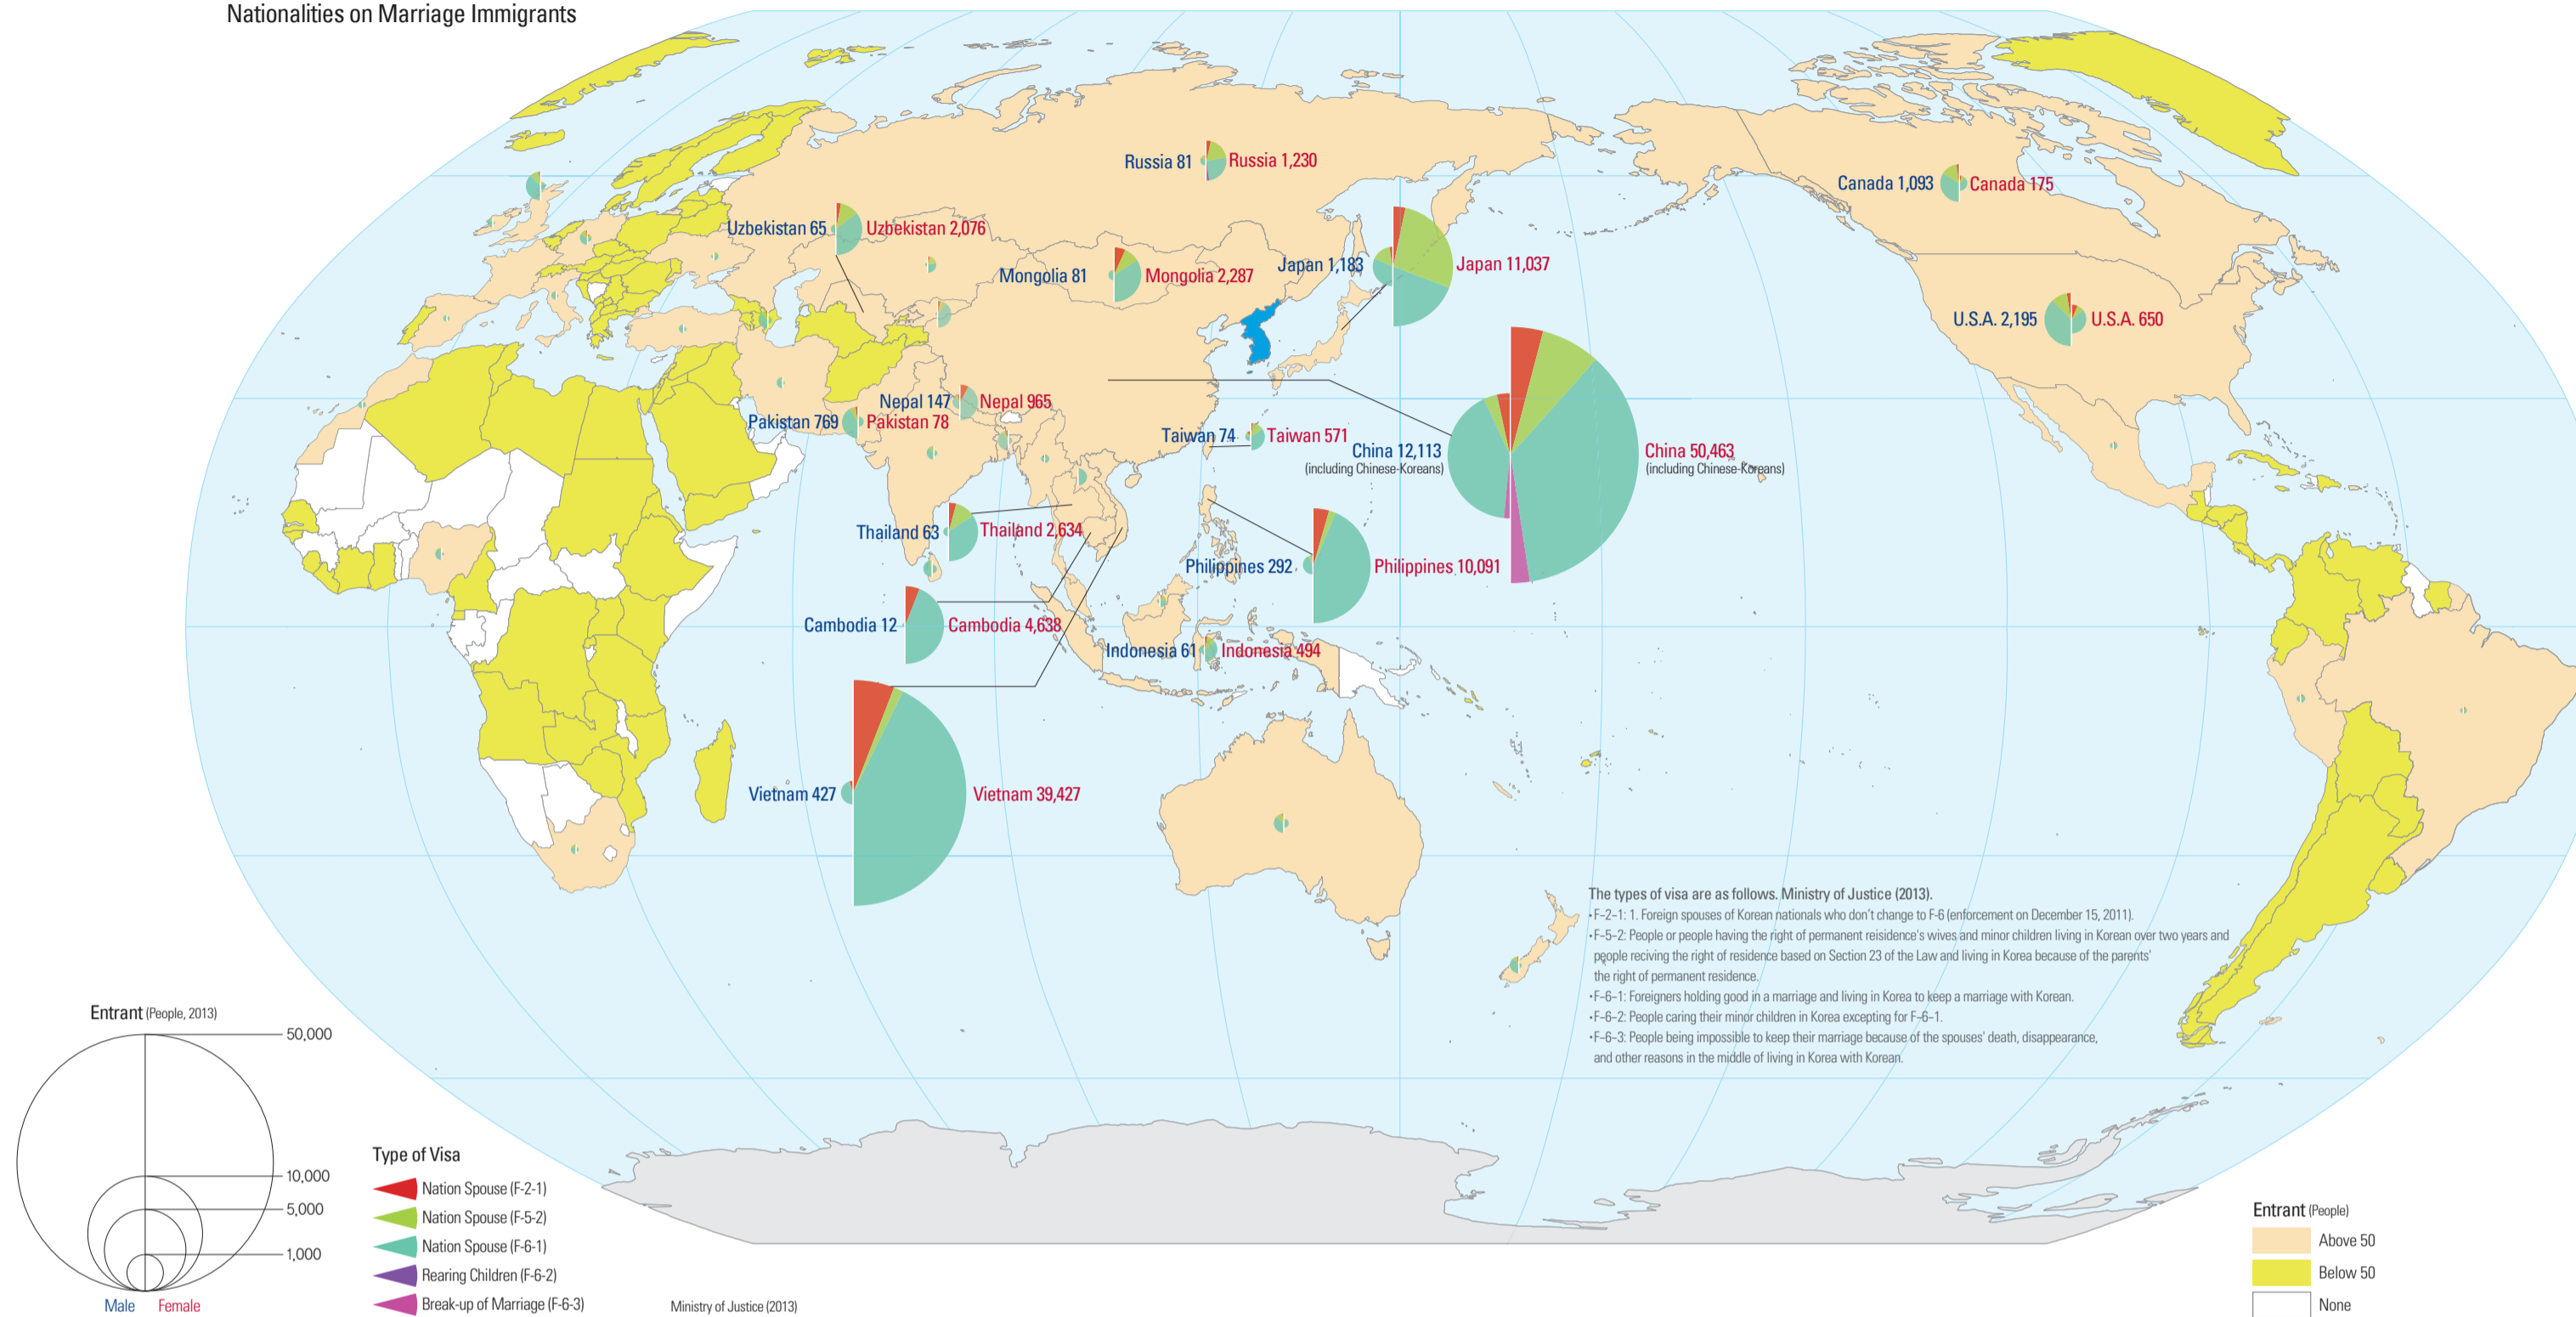 Nationalities on Marriage Immigrants
Russia 81 Russia 1,230
Canada 1,093 Canada 175
Uzbekistan 65 Uzbekistan 2,076
Mongolia 81 Mongolia 2,287
Japan 1,183 Japan 11,037
U.S.A. 2,195 U.S.A. 650
Nepal 147 Nepal 965
Pakistan 769 Pakistan 78
Taiwan 74 Taiwan 571
China 12,113
(including Chinese-Koreans)
China 50,463
(including Chinese-Koreans)
Thailand 63 Thailand 2,634
Philippines 292 Philippines 10,091
Cambodia 12 Cambodia 4,638
Indonesia 61 Indonesia 494
Vietnam 427 Vietnam 39,427
The types of visa are as follows. Ministry of Justice (2013).
•F-2-1: 1. Foreign spouses of Korean nationals who don't change to F-6 (enforcement on December 15, 2011).
•F-5-2: People or people having the right of permanent reisidence's wives and minor children living in Korean over two years and
people reciving the right of residence based on Section 23 of the Law and living in Korea because of the parents'
the right of permanent residence.
•F-6-1: Foreigners holding good in a marriage and living in Korea to keep a marriage with Korean.
•F-6-2: People caring their minor children in Korea excepting for F-6-1.
•F-6-3: People being impossible to keep their marriage because of the spouses' death, disappearance,
and other reasons in the middle of living in Korea with Korean.
Entrant (People, 2013)
50,000
10,000
5,000
1,000
Male Female
Type of Visa
Nation Spouse (F-2-1)
Nation Spouse (F-5-2)
Nation Spouse (F-6-1)
Rearing Children (F-6-2)
Break-up of Marriage (F-6-3)
Ministry of Justice (2013)
Entrant (People)
Above 50
Below 50
None